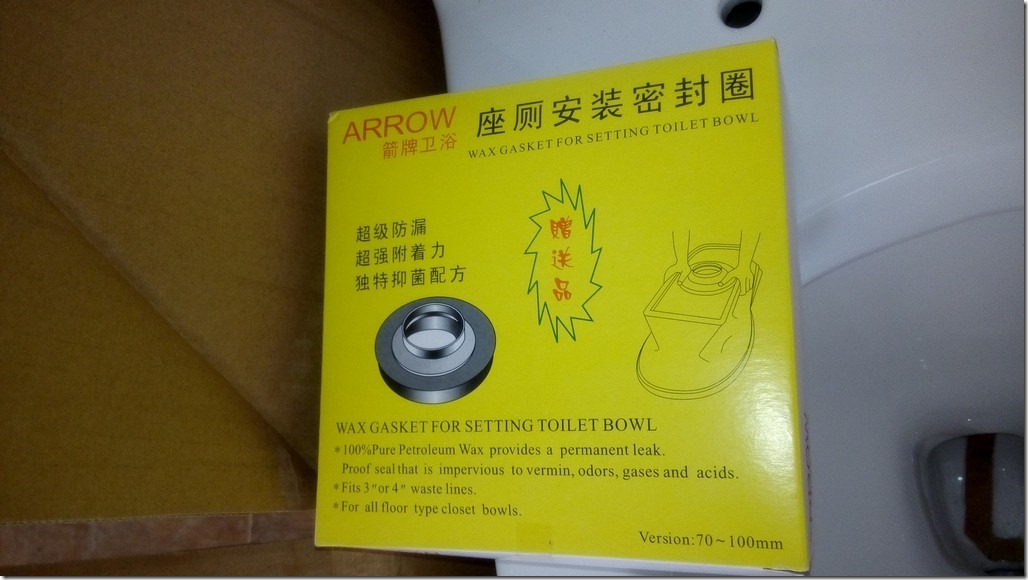 ARROW
箭牌卫浴
座厕安装密封圈
WAX GASKET FOR SETTING TOILET BOWL
超级防漏
超强附着力
独特抑菌配方
赠送品
WAX GASKET FOR SETTING TOILET BOWL
*100%Pure Petroleum Wax provides a permanent leak.
Proof seal that is impervious to vermin, odors, gases and acids.
*Fits 3"or 4" waste lines.
*For all floor type closet bowls.
Version:70~100mm